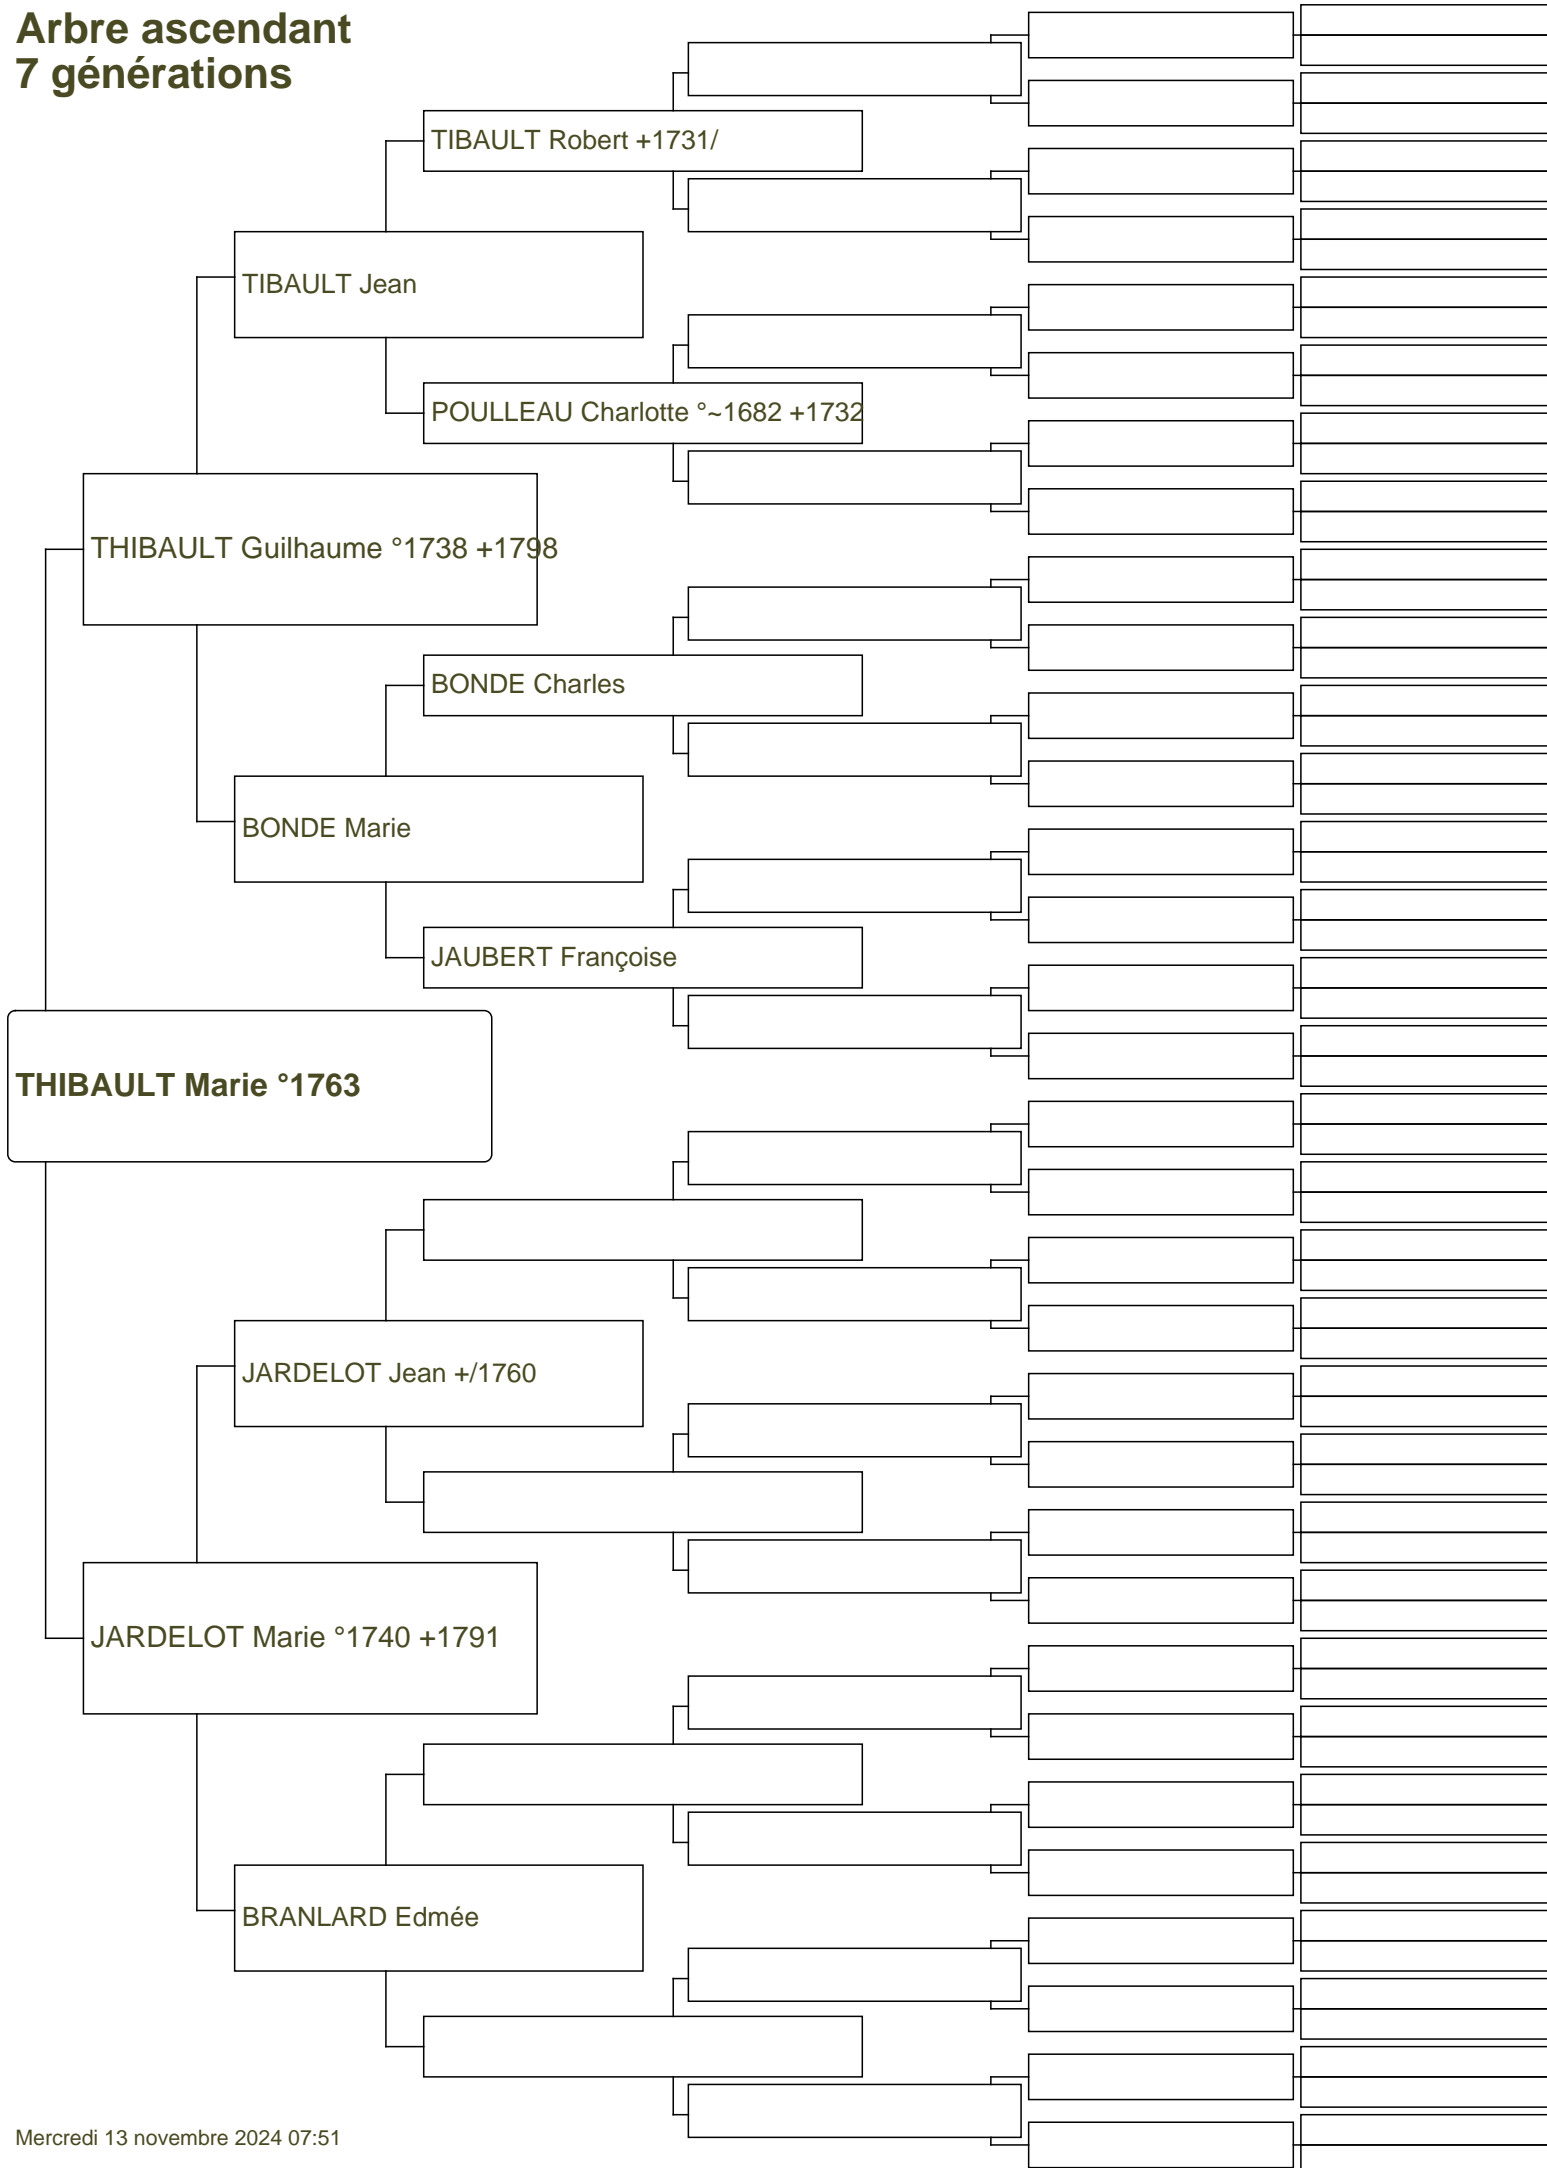 Arbre ascendant
7 générations
TIBAULT Robert +1731/
TIBAULT Jean
POULLEAU Charlotte °~1682 +1732
THIBAULT Guilhaume °1738 +1798
BONDE Charles
BONDE Marie
JAUBERT Françoise
THIBAULT Marie °1763
JARDELOT Jean +/1760
JARDELOT Marie °1740 +1791
BRANLARD Edmée
Mercredi 13 novembre 2024 07:51